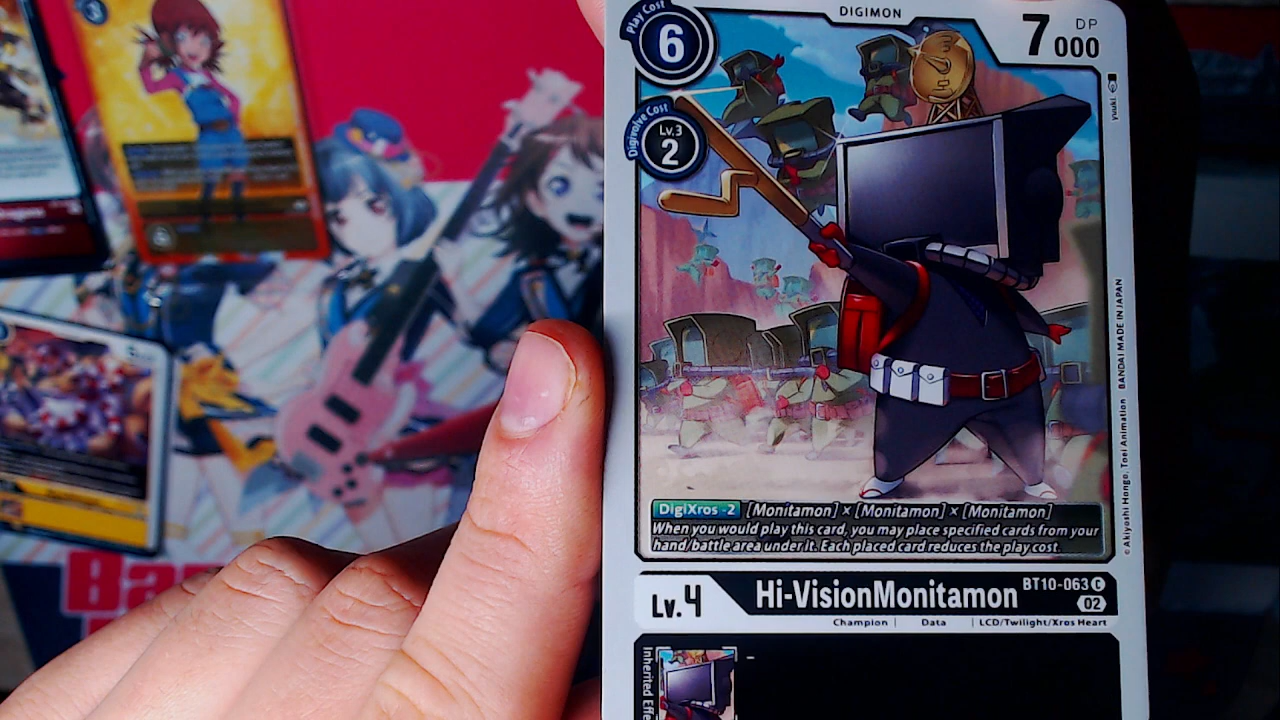 DIGIMON
Play Cost
6
7000
DP
Digivolve Cost
Lv.3
2
yuuki.
DigiXros -2 [Monitamon] × [Monitamon] × [Monitamon]
When you would play this card, you may place specified cards from your
hand/battle area under it. Each placed card reduces the play cost.
© Akiyoshi Hongo, Toei Animation BANDAI MADE IN JAPAN
Lv.4
Hi-VisionMonitamon
BT10-063 C
02
Champion | Data | LCD/Twilight/Xros Heart
Inherited Effe
-
Ba